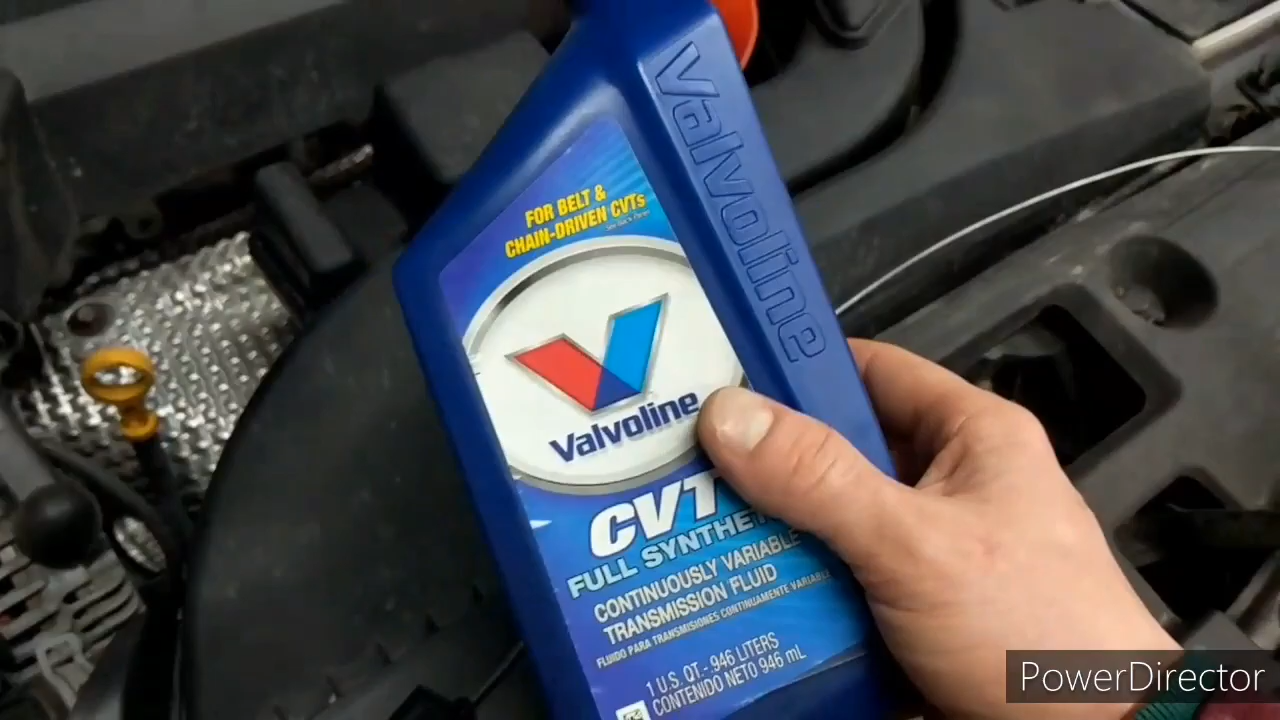 Valvoline
FOR BELT &
CHAIN-DRIVEN CVTs
Valvoline
CVT
FULL SYNTHETIC
CONTINUOUSLY VARIABLE
TRANSMISSION FLUID
FLUIDO PARA TRANSMISIONES CONTINUAMENTE VARIABLE
1 U.S. QT.- 946 LITERS
CONTENIDO NETO 946 mL
PowerDirector